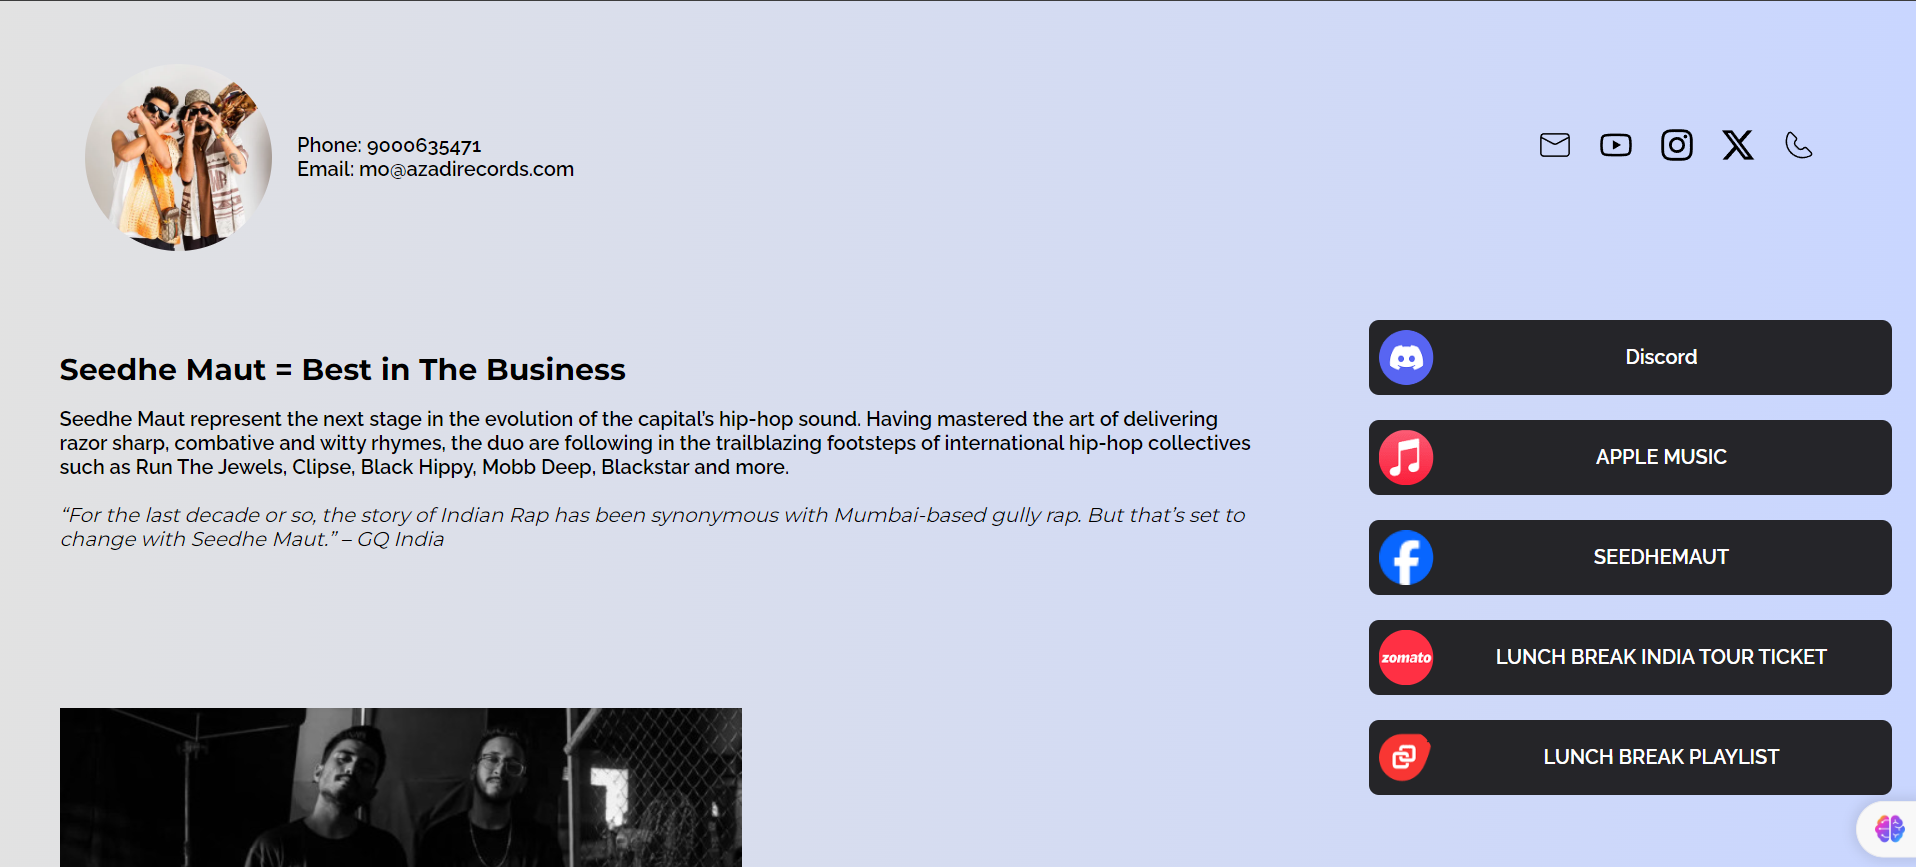 Phone: 9000635471
Email: mo@azadirecords.com
Seedhe Maut = Best in The Business
Seedhe Maut represent the next stage in the evolution of the capital’s hip-hop sound. Having mastered the art of delivering
razor sharp, combative and witty rhymes, the duo are following in the trailblazing footsteps of international hip-hop collectives
such as Run The Jewels, Clipse, Black Hippy, Mobb Deep, Blackstar and more.
“For the last decade or so, the story of Indian Rap has been synonymous with Mumbai-based gully rap. But that’s set to
change with Seedhe Maut.” – GQ India
Discord
APPLE MUSIC
SEEDHEMAUT
zomato
LUNCH BREAK INDIA TOUR TICKET
LUNCH BREAK PLAYLIST